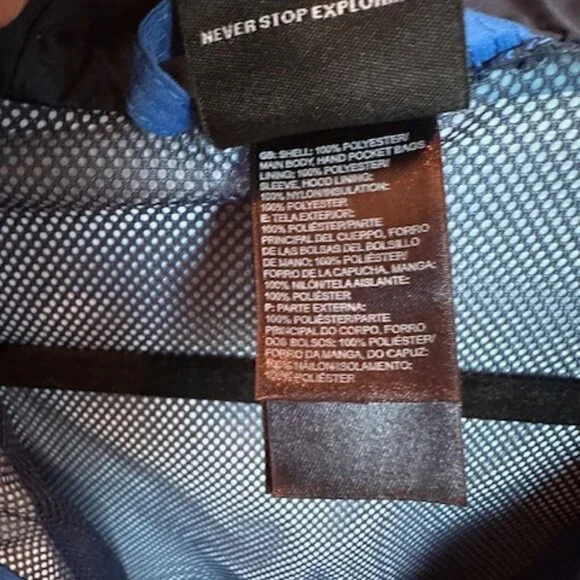 NEVER STOP EXPLORI
GB: SHELL: 100% POLYESTER/
MAIN BODY, HAND POCKET BAGS
LINING: 100% POLYESTER/
SLEEVE, HOOD LINING:
100% NYLON/INSULATION:
100% POLYESTER
E: TELA EXTERIOR:
100% POLIÉSTER/PARTE
PRINCIPAL DEL CUERPO, FORRO
DE LAS BOLSAS DEL BOLSILLO
DE MANO: 100% POLIÉSTER/
FORRO DE LA CAPUCHA, MANGA:
100% NILÓN/TELA AISLANTE:
100% POLIÉSTER
P: PARTE EXTERNA:
100% POLIÉSTER/PARTE
PRINCIPAL DO CORPO, FORRO
DOS BOLSOS: 100% POLIÉSTER/
FORRO DA MANGA, DO CAPUZ:
100% NÁILON/ISOLAMENTO:
100% POLIÉSTER